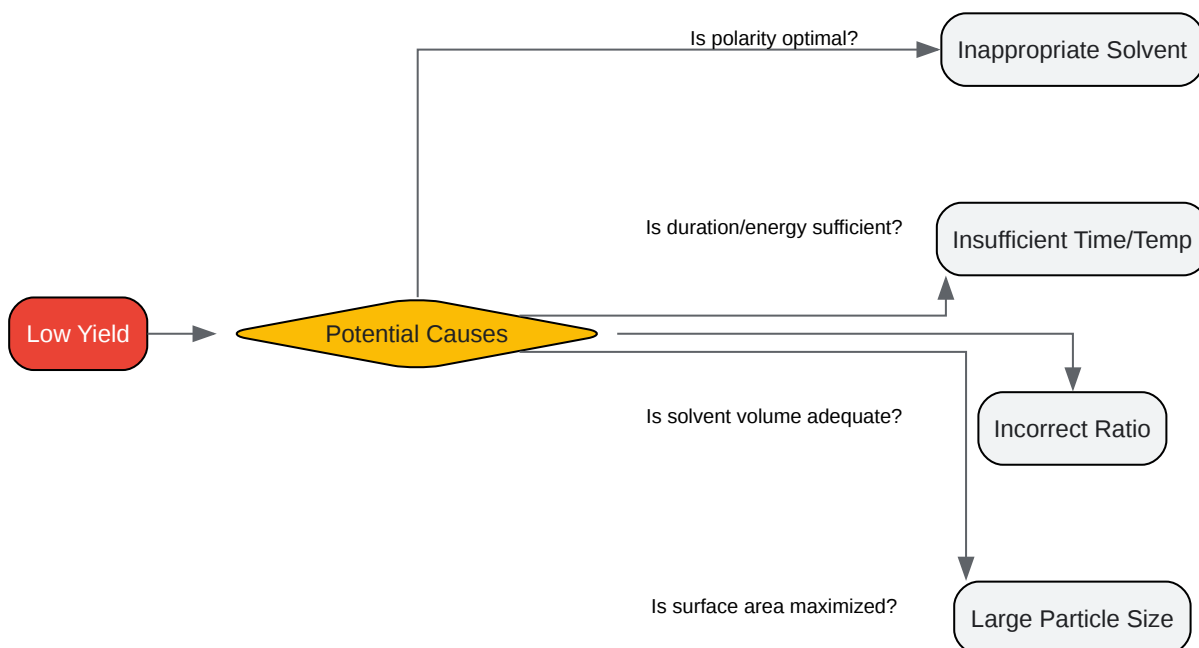 Is polarity optimal?
Inappropriate Solvent
Is duration/energy sufficient?
Insufficient Time/Temp
Low Yield
Potential Causes
Is solvent volume adequate?
Incorrect Ratio
Is surface area maximized?
Large Particle Size